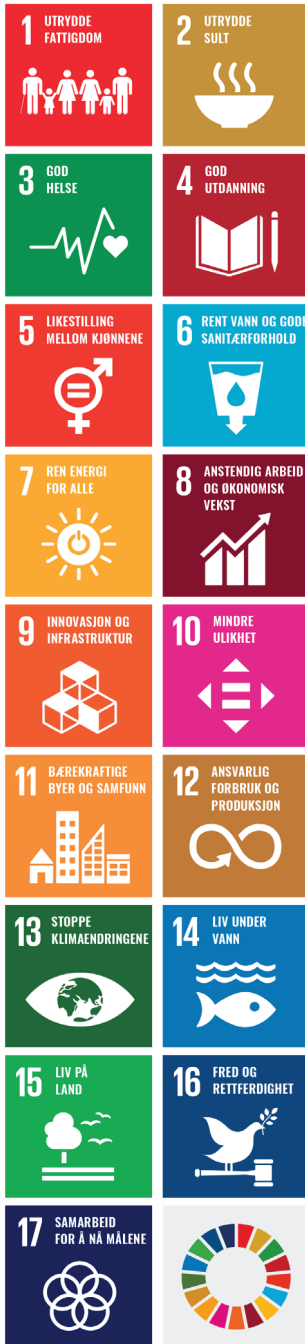 1 UTRYDDE
FATTIGDOM
2 UTRYDDE
SULT
3 GOD
HELSE
4 GOD
UTDANNING
5 LIKESTILLING
MELLOM KJØNNENE
6 RENT VANN OG GODE
SANITÆRFORHOLD
7 REN ENERGI
FOR ALLE
8 ANSTENDIG ARBEID
OG ØKONOMISK
VEKST
9 INNOVASJON OG
INFRASTRUKTUR
10 MINDRE
ULIKHET
11 BÆREKRAFTIGE
BYER OG SAMFUNN
12 ANSVARLIG
FORBRUK OG
PRODUKSJON
13 STOPPE
KLIMAENDRINGENE
14 LIV UNDER
VANN
15 LIV PÅ
LAND
16 FRED OG
RETTFERDIGHET
17 SAMARBEID
FOR Å NÅ MÅLENE